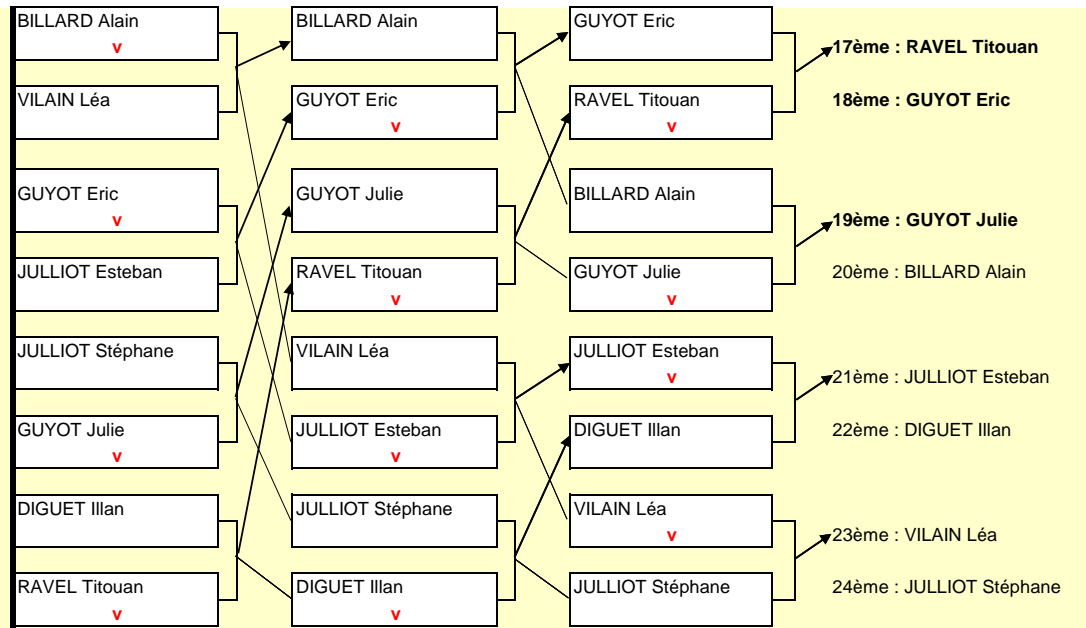 BILLARD Alain
v
VILAIN Léa
GUYOT Eric
v
JULLIOT Esteban
JULLIOT Stéphane
GUYOT Julie
v
DIGUET Illan
RAVEL Titouan
v
BILLARD Alain
GUYOT Eric
v
GUYOT Julie
RAVEL Titouan
v
VILAIN Léa
JULLIOT Esteban
v
JULLIOT Stéphane
DIGUET Illan
v
GUYOT Eric
RAVEL Titouan
v
BILLARD Alain
GUYOT Julie
v
JULLIOT Esteban
v
DIGUET Illan
VILAIN Léa
v
JULLIOT Stéphane
17ème : RAVEL Titouan
18ème : GUYOT Eric
19ème : GUYOT Julie
20ème : BILLARD Alain
21ème : JULLIOT Esteban
22ème : DIGUET Illan
23ème : VILAIN Léa
24ème : JULLIOT Stéphane